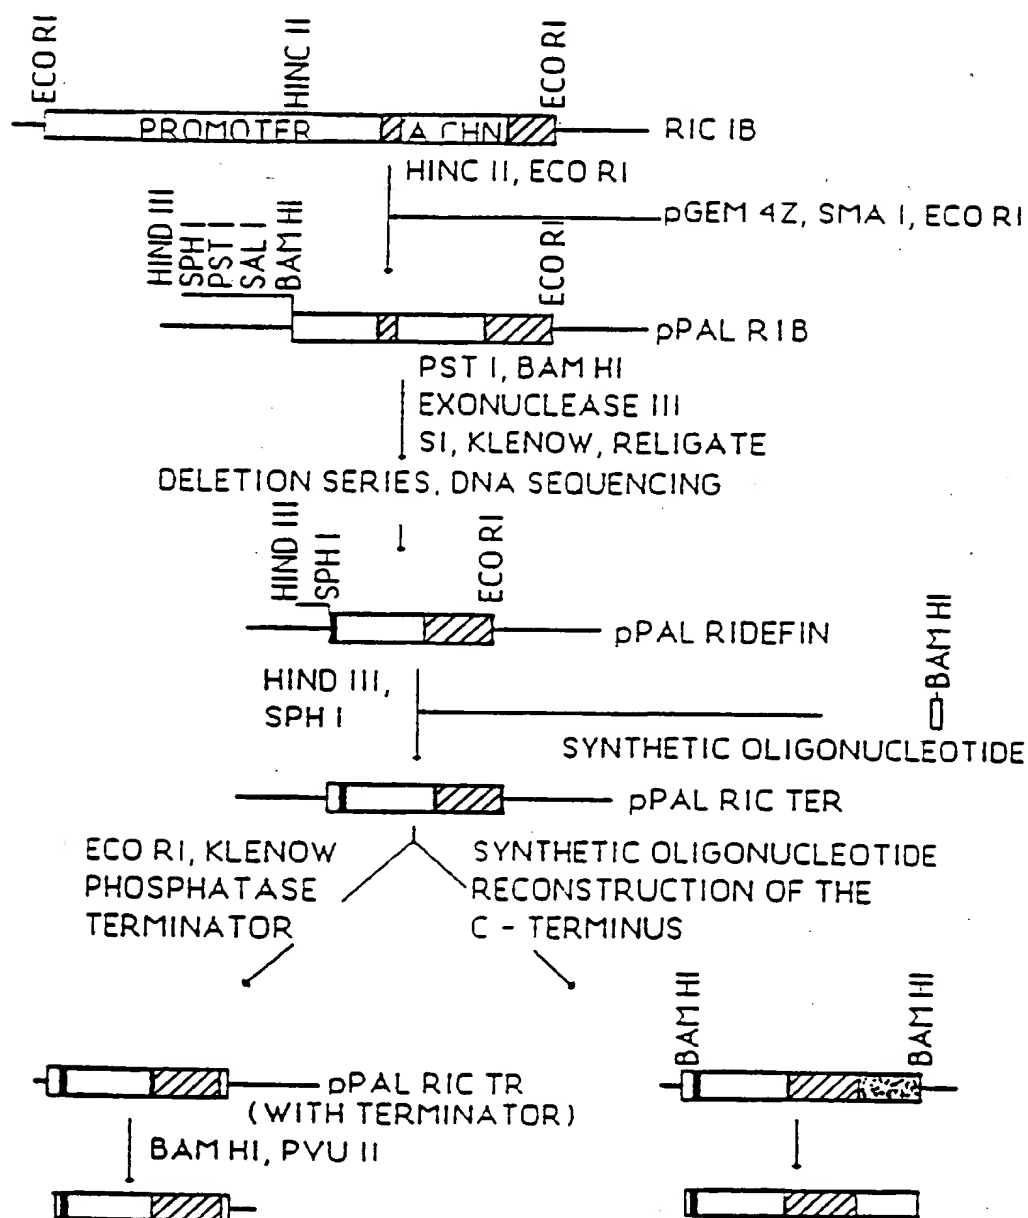 ECO RI
HINC II
ECO RI
PROMOTER
A CHN
RIC IB
HINC II, ECO RI
pGEM 4Z, SMA I, ECO RI
HIND III
SPH I
PST I
SAL I
BAM HI
ECO RI
pPAL RIB
PST I, BAM HI
EXONUCLEASE III
SI, KLENOW, RELIGATE
DELETION SERIES, DNA SEQUENCING
HIND III
SPH I
ECO RI
pPAL RIDEFIN
BAM HI
HIND III,
SPH I
SYNTHETIC OLIGONUCLEOTIDE
pPAL RIC TER
ECO RI, KLENOW
PHOSPHATASE
TERMINATOR
SYNTHETIC OLIGONUCLEOTIDE
RECONSTRUCTION OF THE
C - TERMINUS
BAM HI
BAM HI
pPAL RIC TR
(WITH TERMINATOR)
BAM HI, PVU II